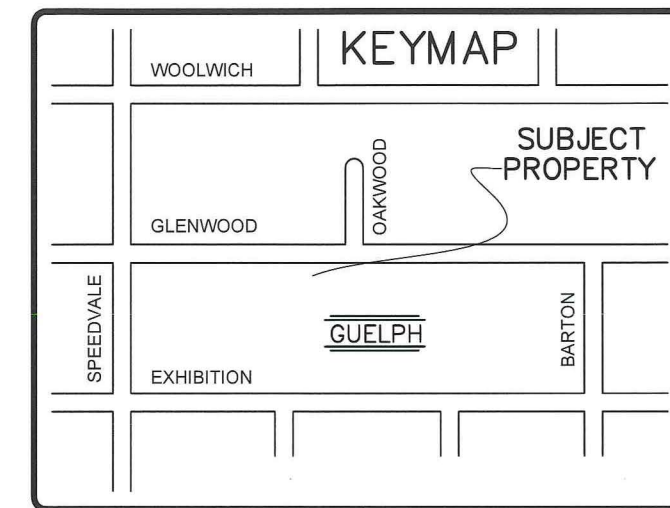 KEYMAP
WOOLWICH
SUBJECT
PROPERTY
OAKWOOD
GLENWOOD
SPEEDVALE
GUELPH
BARTON
EXHIBITION